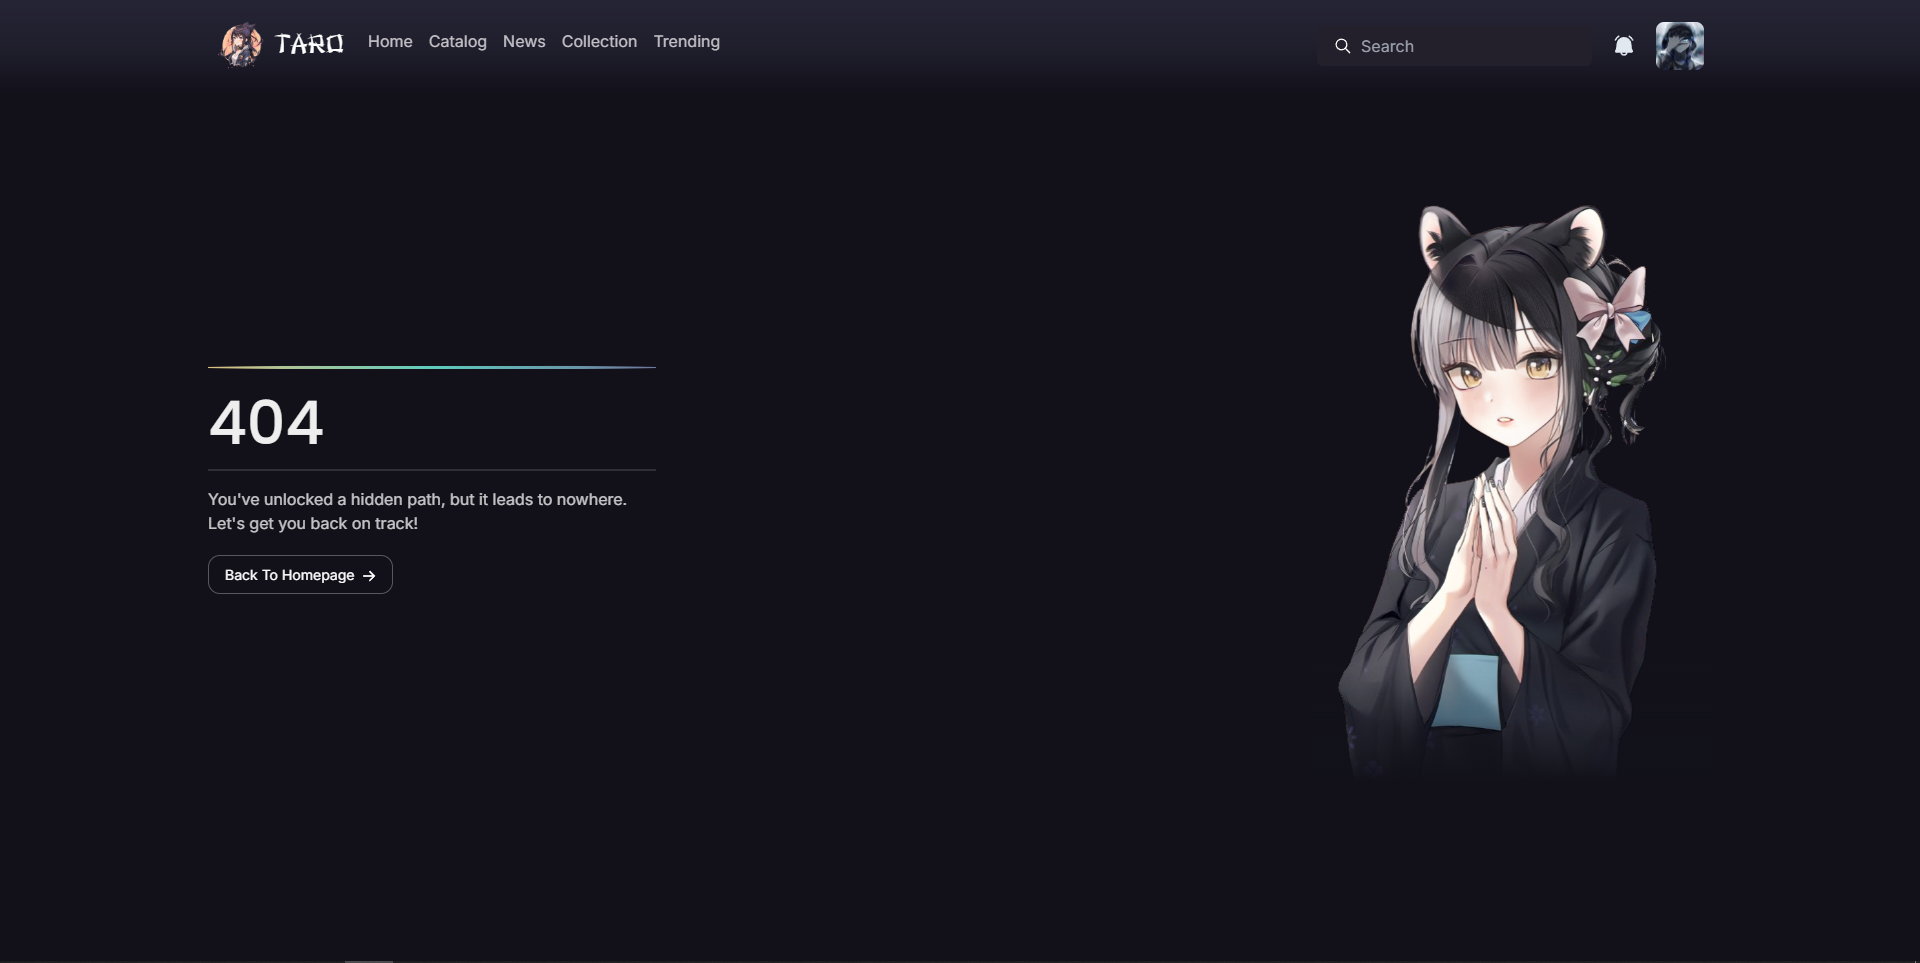 TARO
Home Catalog News Collection Trending
Search
404
You've unlocked a hidden path, but it leads to nowhere.
Let's get you back on track!
Back To Homepage →